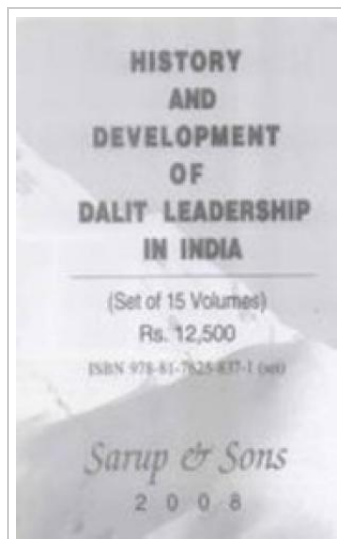 HISTORY
AND
DEVELOPMENT
OF
DALIT LEADERSHIP
IN INDIA
(Set of 15 Volumes)
Rs. 12,500
ISBN 978-81-7625-837-1 (set)
Sarup & Sons
2008